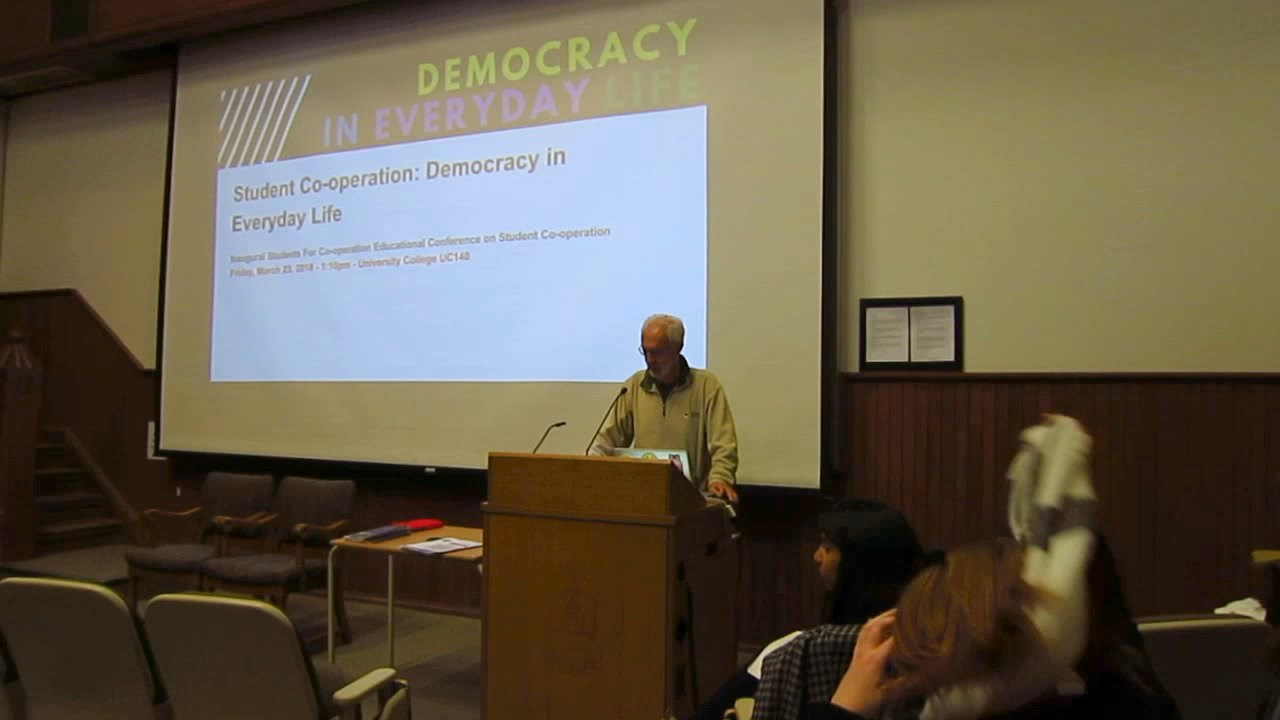 DEMOCRACY
IN EVERYDAY LIFE
Student Co-operation: Democracy in
Everyday Life
Inaugural Students For Co-operation Educational Conference on Student Co-operation
Friday, March 23, 2018 - 1:10pm - University College UC140